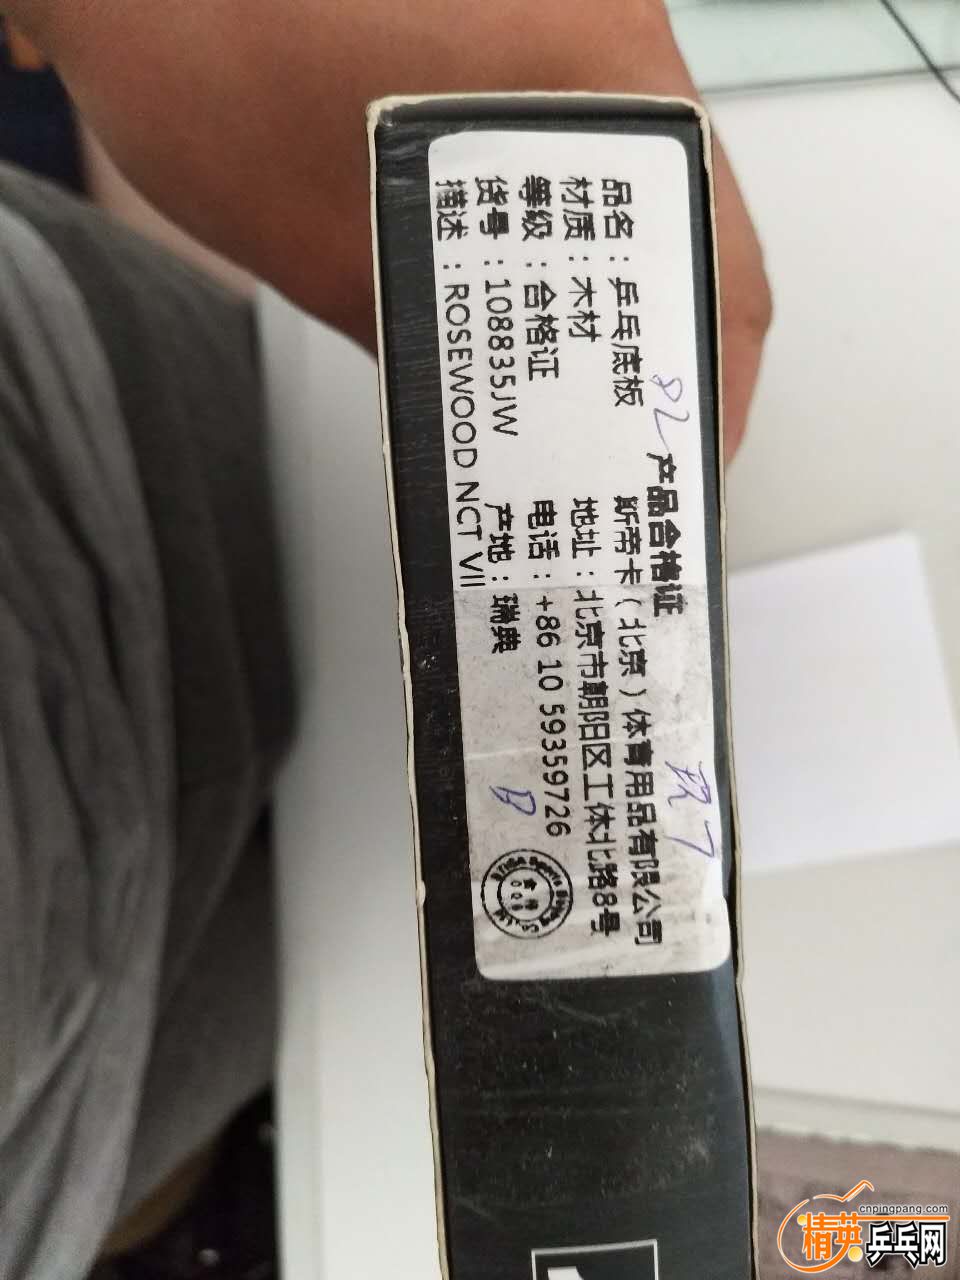 产品合格证
品名：乒乓底板
斯帝卡（北京）体育用品有限公司
材质：木材
地址：北京市朝阳区工体北路8号
等级：合格证
电话：+86 10 59359726
货号：108835JW
产地：瑞典
描述：ROSEWOOD NCT VII
82
cnpingpang.com
精英乒乓网